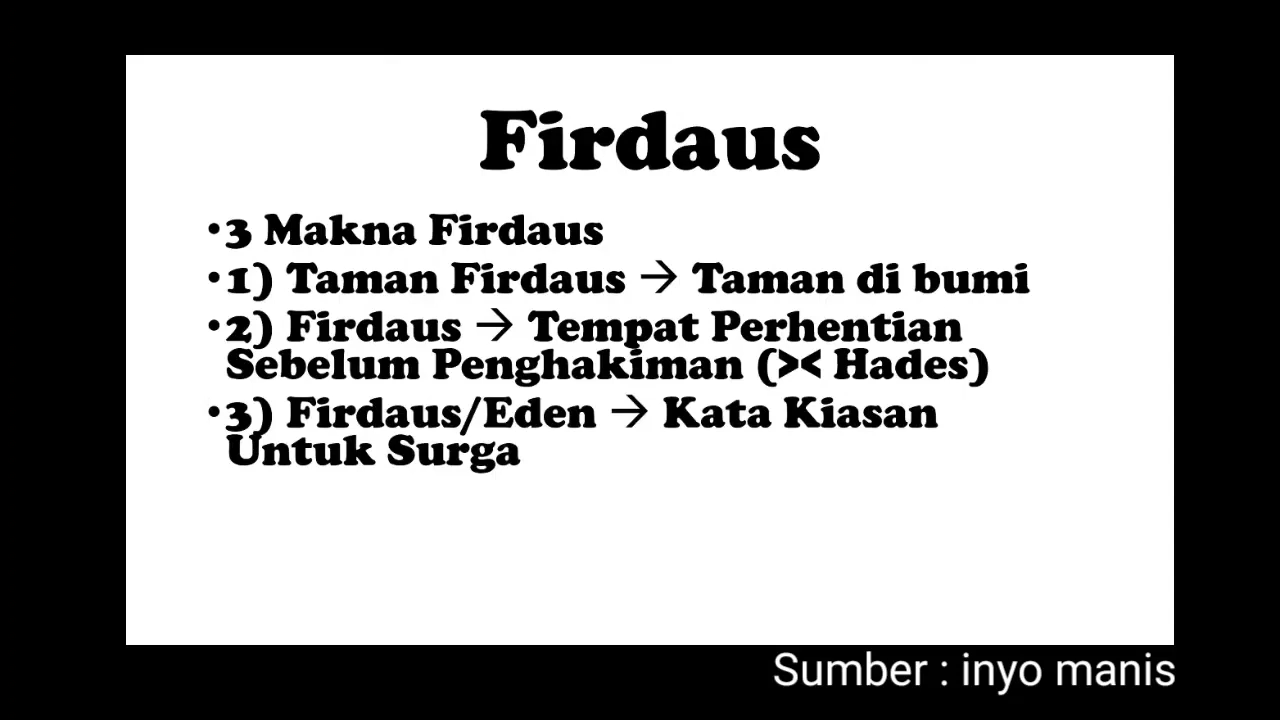 Firdaus
•3 Makna Firdaus
•1) Taman Firdaus → Taman di bumi
•2) Firdaus → Tempat Perhentian
Sebelum Penghakiman (>< Hades)
•3) Firdaus/Eden → Kata Kiasan
Untuk Surga
Sumber : inyo manis